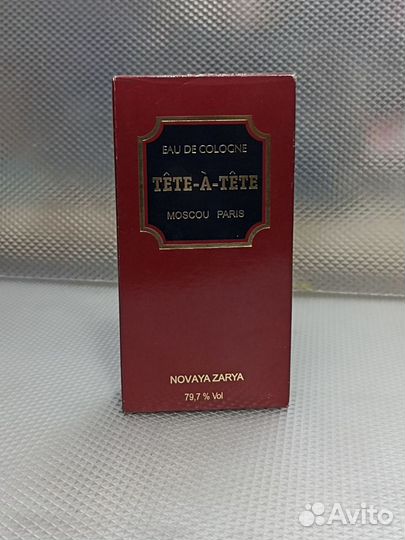 EAU DE COLOGNE
TÊTE-À-TÊTE
MOSCOU PARIS
NOVAYA ZARYA
79,7 % Vol
Avito